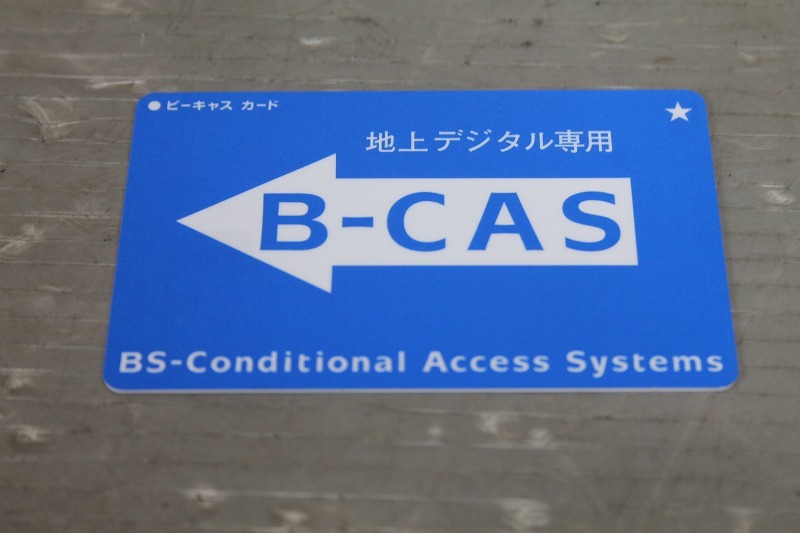 ●ビーキャス カード
★
地上デジタル専用
B-CAS
BS-Conditional Access Systems